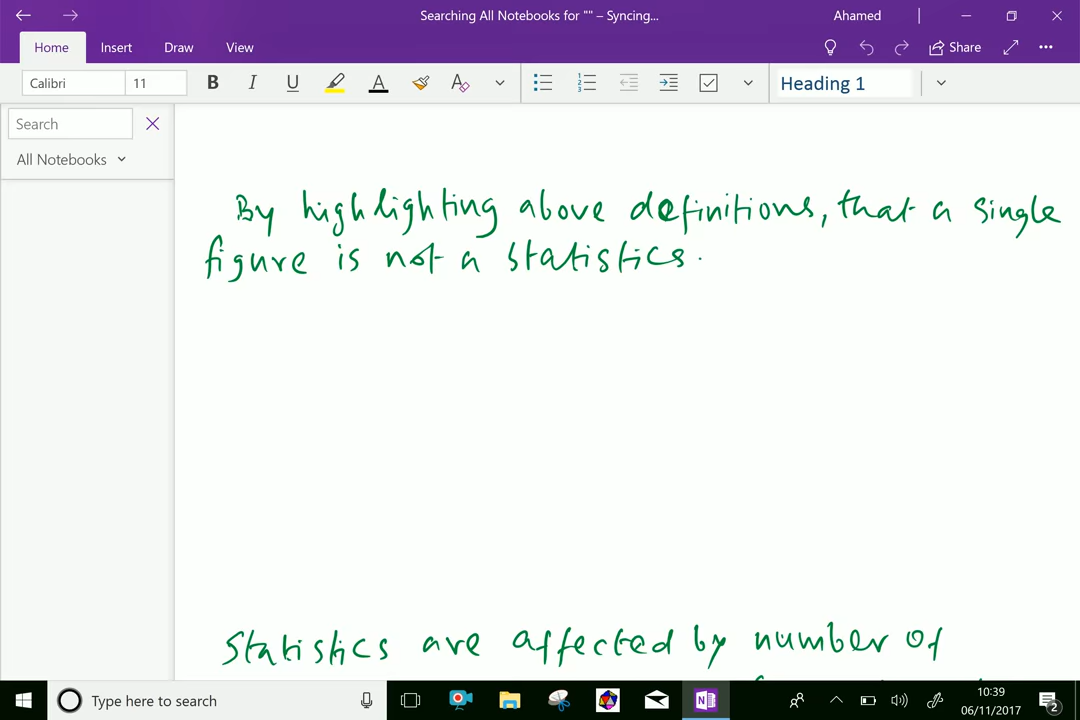 Searching All Notebooks for "" – Syncing...
Ahamed
Home
Insert
Draw
View
Share
Calibri
11
B
I
U
A
A
Heading 1
Search
All Notebooks
By highlighting above definitions, that a single
figure is not a statistics.
Statistics are affected by number of
Type here to search
10:39
06/11/2017
2